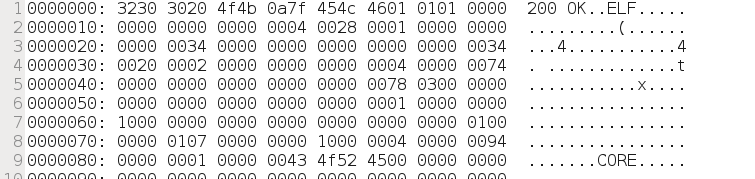 1 0000000: 3230 3020 4f4b 0a7f 454c 4601 0101 0000 200 OK..ELF.....
2 0000010: 0000 0000 0000 0004 0028 0001 0000 0000 .........(......
3 0000020: 0000 0034 0000 0000 0000 0000 0000 0034 ...4...........4
4 0000030: 0020 0002 0000 0000 0000 0004 0000 0074 . .............t
5 0000040: 0000 0000 0000 0000 0000 0078 0300 0000 ...........x....
6 0000050: 0000 0000 0000 0000 0000 0001 0000 0000 ................
7 0000060: 1000 0000 0000 0000 0000 0000 0000 0100 ................
8 0000070: 0000 0107 0000 0000 1000 0004 0000 0094 ................
9 0000080: 0000 0001 0000 0043 4f52 4500 0000 0000 .......CORE.....